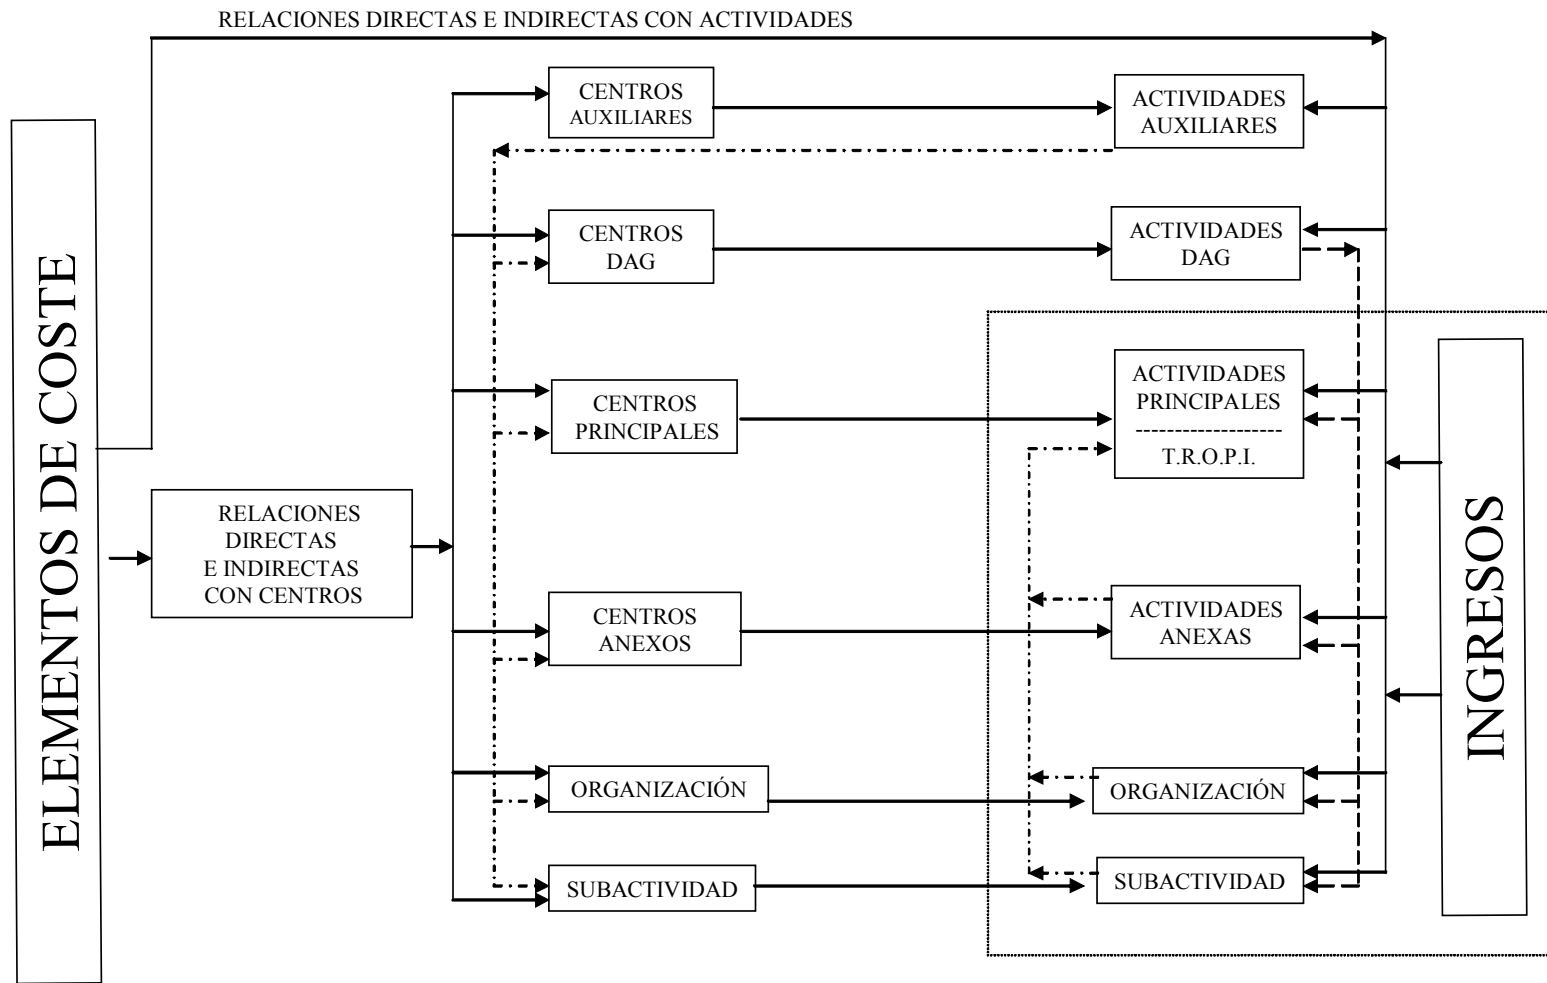 RELACIONES DIRECTAS E INDIRECTAS CON ACTIVIDADES
ELEMENTOS DE COSTE
RELACIONES
DIRECTAS
E INDIRECTAS
CON CENTROS
CENTROS
AUXILIARES
ACTIVIDADES
AUXILIARES
CENTROS
DAG
ACTIVIDADES
DAG
CENTROS
PRINCIPALES
ACTIVIDADES
PRINCIPALES
------------------
T.R.O.P.I.
CENTROS
ANEXOS
ACTIVIDADES
ANEXAS
ORGANIZACIÓN
ORGANIZACIÓN
SUBACTIVIDAD
SUBACTIVIDAD
INGRESOS